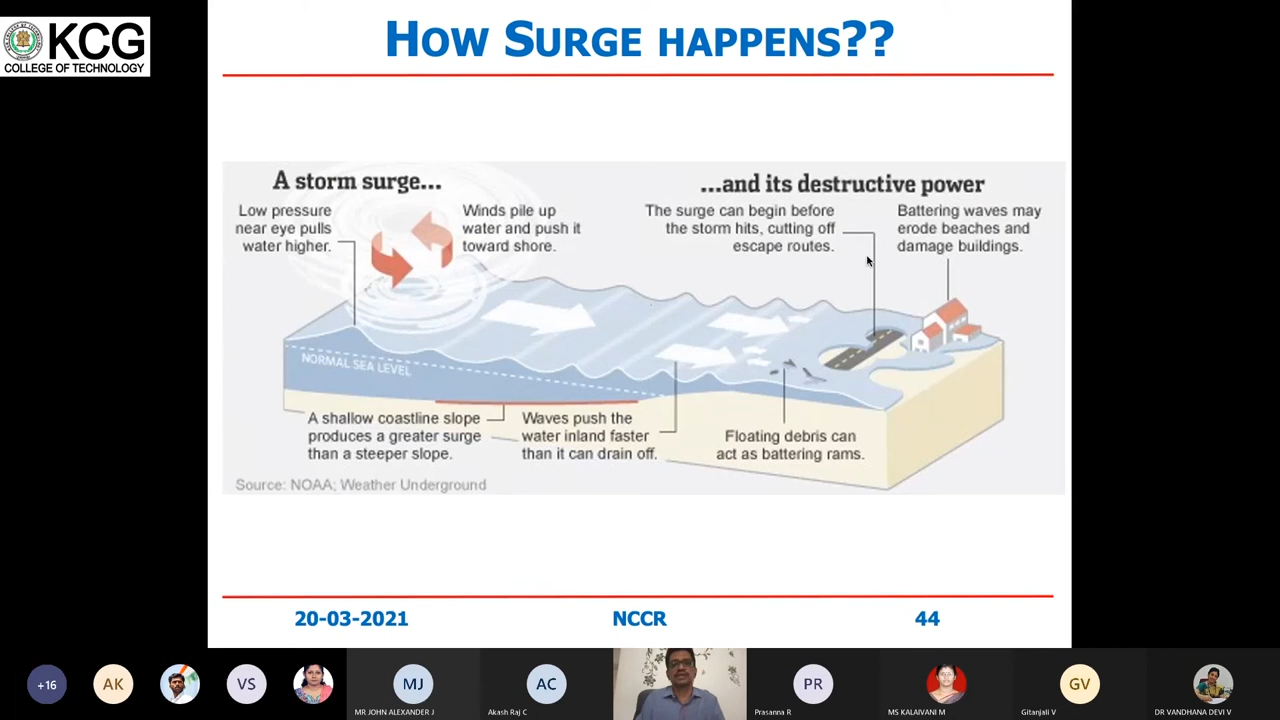 KCG
COLLEGE OF TECHNOLOGY
HOW SURGE HAPPENS??
A storm surge...
...and its destructive power
Low pressure
near eye pulls
water higher.
Winds pile up
water and push it
toward shore.
The surge can begin before
the storm hits, cutting off
escape routes.
Battering waves may
erode beaches and
damage buildings.
NORMAL SEA LEVEL
A shallow coastline slope
produces a greater surge
than a steeper slope.
Waves push the
water inland faster
than it can drain off.
Floating debris can
act as battering rams.
Source: NOAA; Weather Underground
20-03-2021
NCCR
44
+16
AK
VS
MJ
MR JOHN ALEXANDER J
AC
Akash Raj C
PR
Prasanna R
MS KALAIVANI M
GV
Gitanjali V
DR VANDHANA DEVI V